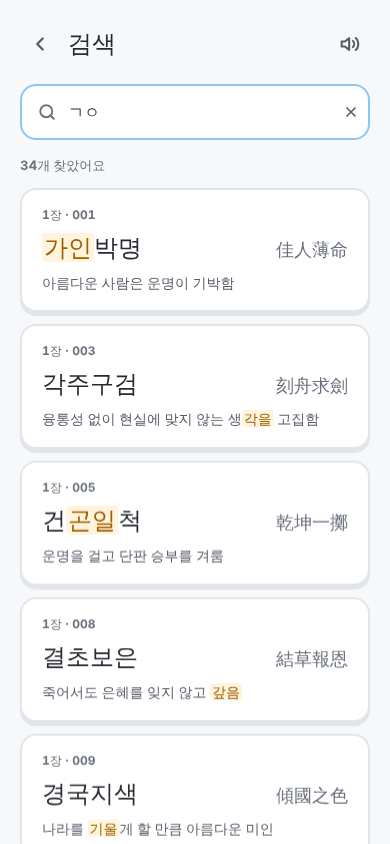 검색
ㄱㅇ
34개 찾았어요
1장 · 001
가인박명 佳人薄命
아름다운 사람은 운명이 기박함
1장 · 003
각주구검 刻舟求劍
융통성 없이 현실에 맞지 않는 생각을 고집함
1장 · 005
건곤일척 乾坤一擲
운명을 걸고 단판 승부를 겨룸
1장 · 008
결초보은 結草報恩
죽어서도 은혜를 잊지 않고 갚음
1장 · 009
경국지색 傾國之色
나라를 기울게 할 만큼 아름다운 미인